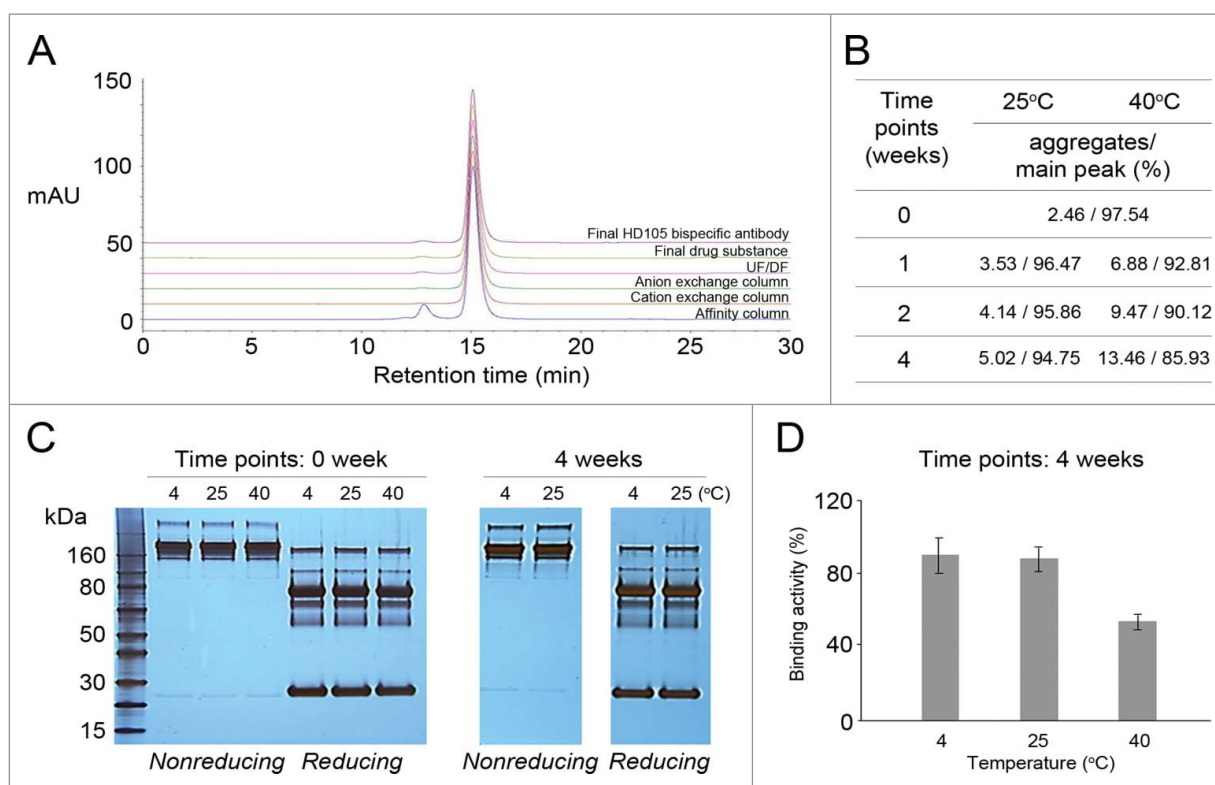 A
150
100
mAU
50
0
Final HD105 bispecific antibody
Final drug substance
UF/DF
Anion exchange column
Cation exchange column
Affinity column
0 5 10 15 20 25 30
Retention time (min)
B
Time points (weeks) 25°C 40°C
aggregates/
main peak (%)
0 2.46 / 97.54
1 3.53 / 96.47 6.88 / 92.81
2 4.14 / 95.86 9.47 / 90.12
4 5.02 / 94.75 13.46 / 85.93
C
Time points: 0 week 4 weeks
4 25 40 4 25 40 4 25 4 25 (°C)
kDa
160
80
50
30
15
Nonreducing Reducing Nonreducing Reducing
D
Time points: 4 weeks
120
80
40
0
Binding activity (%)
4 25 40
Temperature (°C)